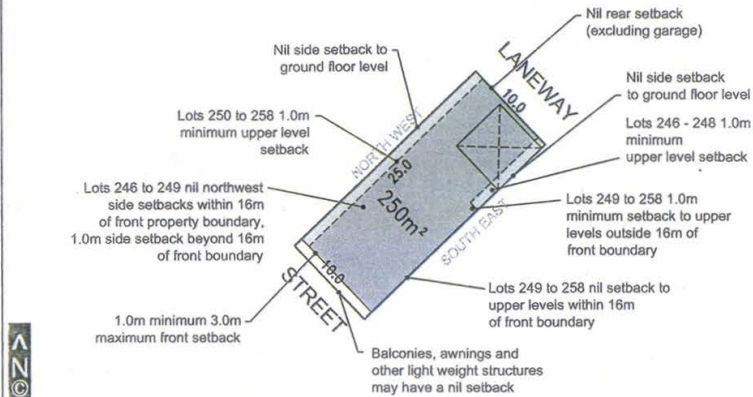 Nil rear setback
(excluding garage)
LANEWAY
Nil side setback to
ground floor level
Nil side setback
to ground floor level
10.0
Lots 250 to 258 1.0m
minimum upper level
setback
Lots 246 - 248 1.0m
minimum
upper level setback
NORTH WEST
25.0
250m²
Lots 246 to 249 nil northwest
side setbacks within 16m
of front property boundary,
1.0m side setback beyond 16m
of front boundary
Lots 249 to 258 1.0m
minimum setback to upper
levels outside 16m of
front boundary
SOUTH EAST
10.0
STREET
Lots 249 to 258 nil setback to
upper levels within 16m
of front boundary
1.0m minimum 3.0m
maximum front setback
Balconies, awnings and
other light weight structures
may have a nil setback